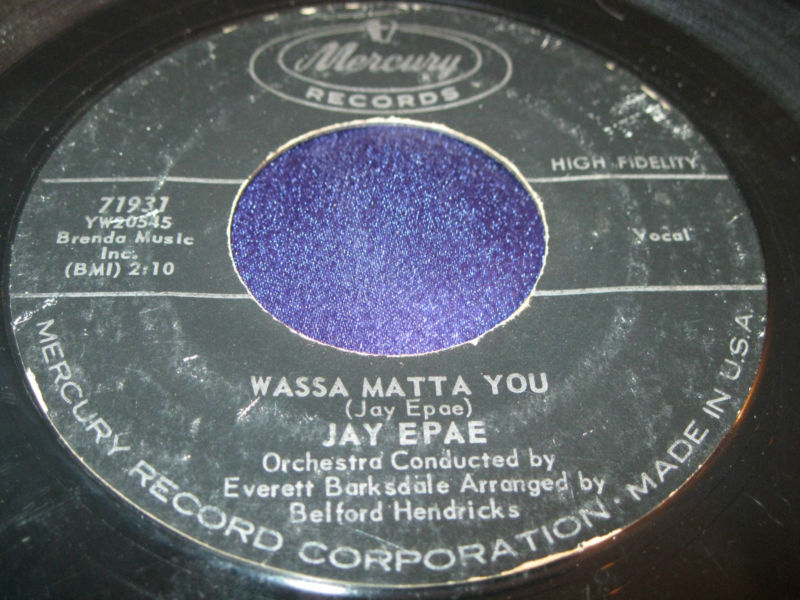 Mercury
RECORDS
HIGH FIDELITY
71931
YW20545
Brenda Music
Inc.
(BMI) 2:10
Vocal
WASSA MATTA YOU
(Jay Epae)
JAY EPAE
Orchestra Conducted by
Everett Barksdale Arranged by
Belford Hendricks
MERCURY RECORD CORPORATION · MADE IN U.S.A.